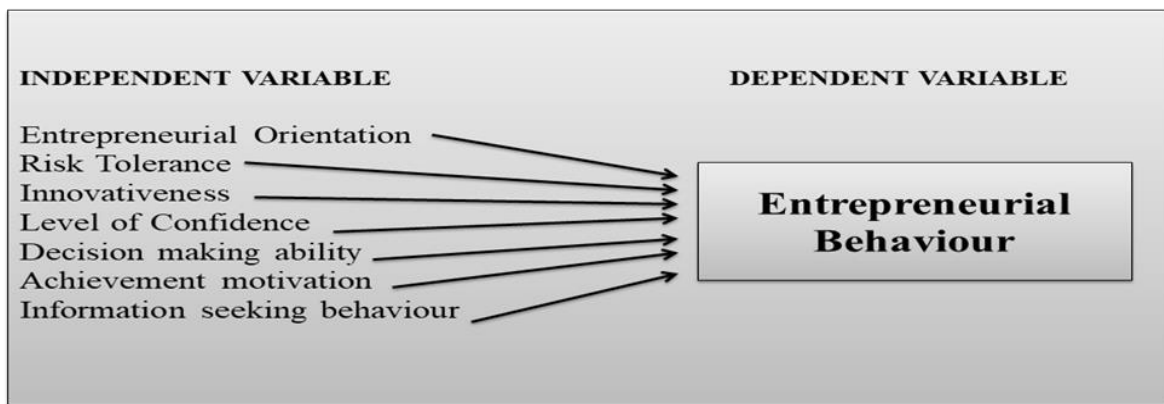 INDEPENDENT VARIABLE
DEPENDENT VARIABLE
Entrepreneurial Orientation
Risk Tolerance
Innovativeness
Level of Confidence
Decision making ability
Achievement motivation
Information seeking behaviour
Entrepreneurial
Behaviour